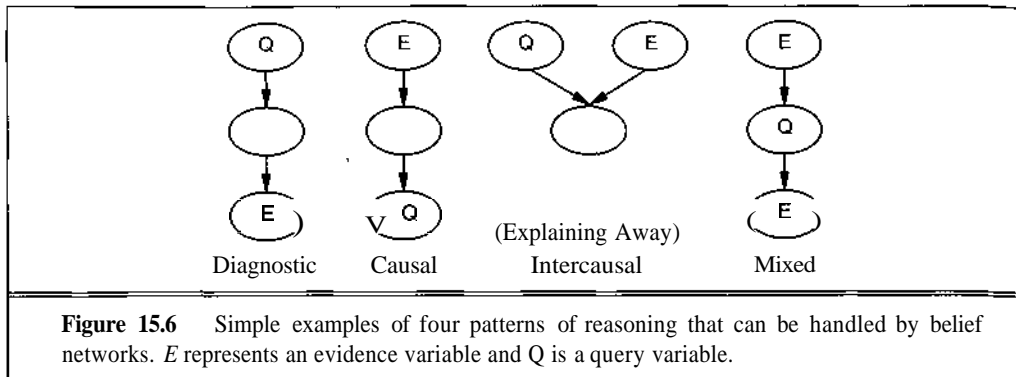 Q E Q E E
Q
E ) V Q ( E )
(Explaining Away)
Diagnostic Causal Intercausal Mixed
Figure 15.6 Simple examples of four patterns of reasoning that can be handled by belief
networks. E represents an evidence variable and Q is a query variable.